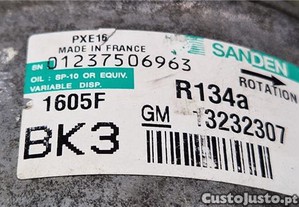 PXE16
MADE IN FRANCE
SANDEN
BN 01237506963
OIL : SP-10 OR EQUIV.
VARIABLE DISP.
ROTATION
1605F
R134a
GM 13232307
BK3
CustoJusto.pt